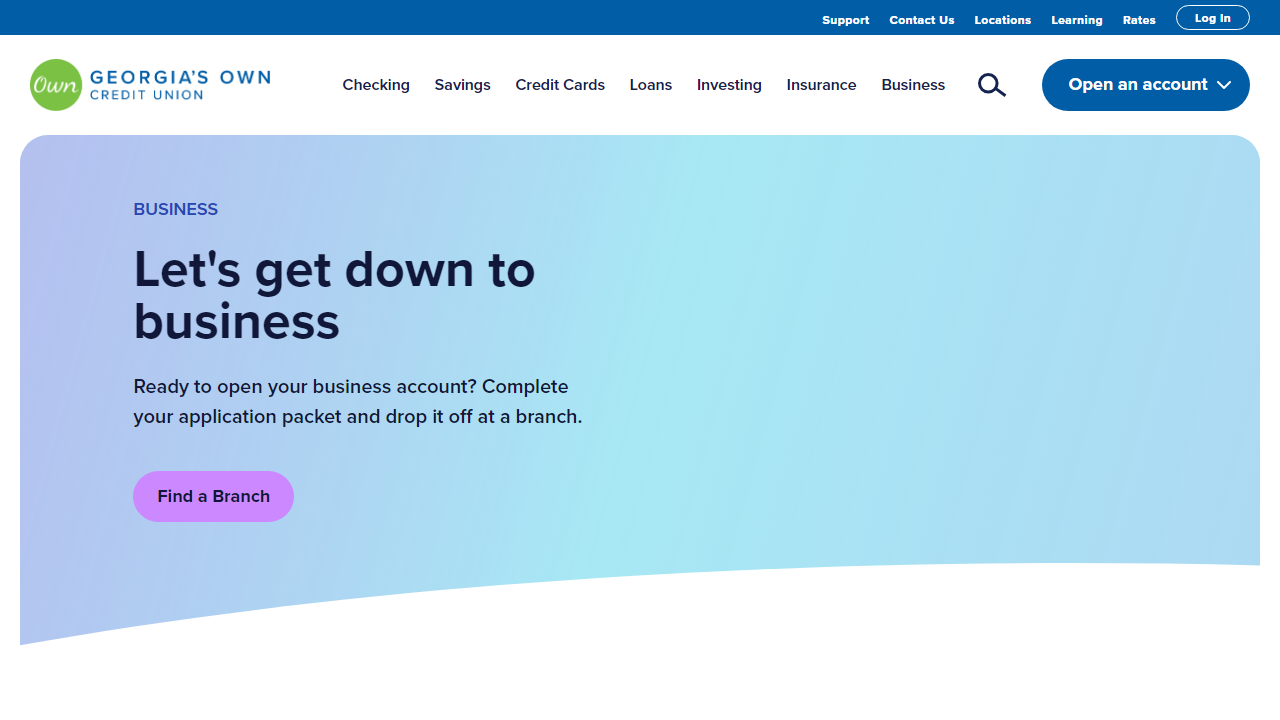 Support Contact Us Locations Learning Rates Log In
Own GEORGIA'S OWN
CREDIT UNION
Checking Savings Credit Cards Loans Investing Insurance Business Open an account
BUSINESS
Let's get down to
business
Ready to open your business account? Complete
your application packet and drop it off at a branch.
Find a Branch